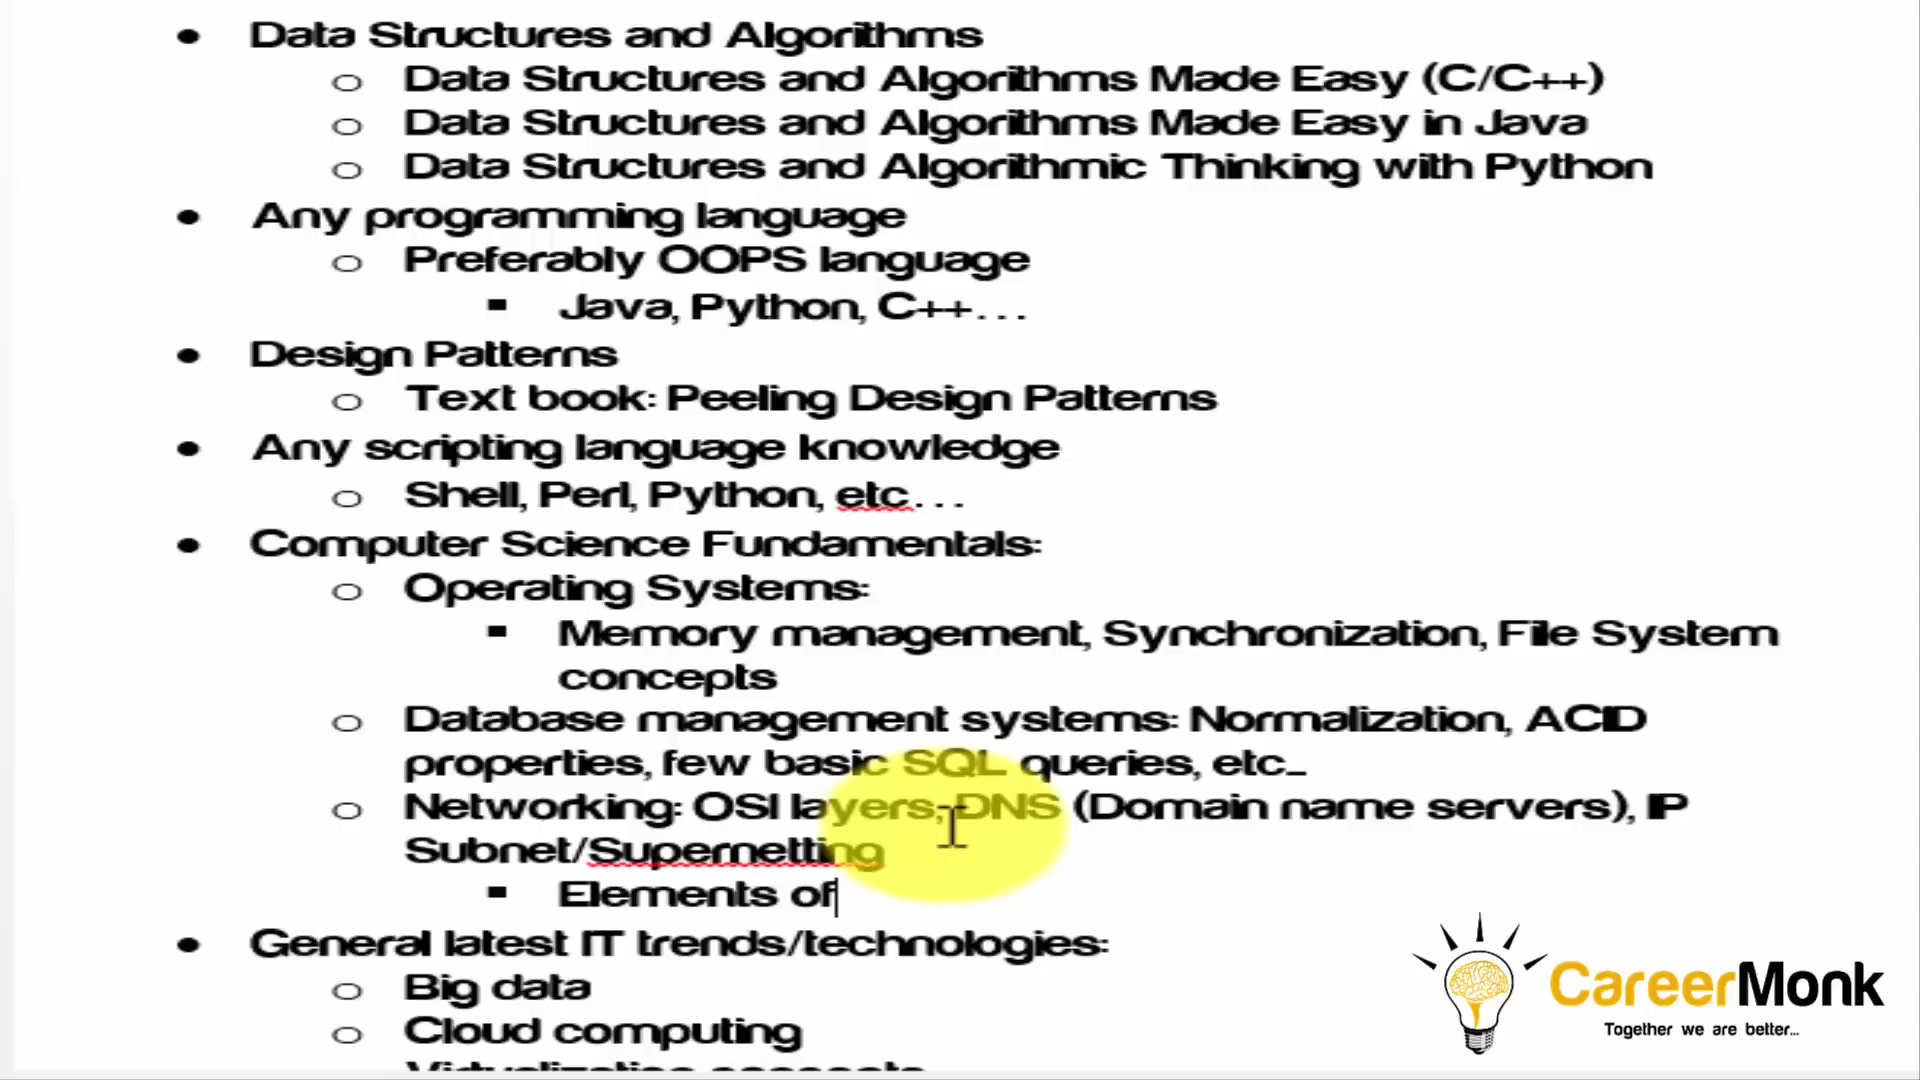 Data Structures and Algorithms
Data Structures and Algorithms Made Easy (C/C++)
Data Structures and Algorithms Made Easy in Java
Data Structures and Algorithmic Thinking with Python
Any programming language
Preferably OOPS language
Java, Python, C++...
Design Patterns
Text book: Peeling Design Patterns
Any scripting language knowledge
Shell, Perl, Python, etc...
Computer Science Fundamentals:
Operating Systems:
Memory management, Synchronization, File System
concepts
Database management systems: Normalization, ACID
properties, few basic SQL queries, etc...
Networking: OSI layers, DNS (Domain name servers), IP
Subnet/Supernetting
Elements of
General latest IT trends/technologies:
Big data
Cloud computing
Virtualization concepts
CareerMonk
Together we are better...